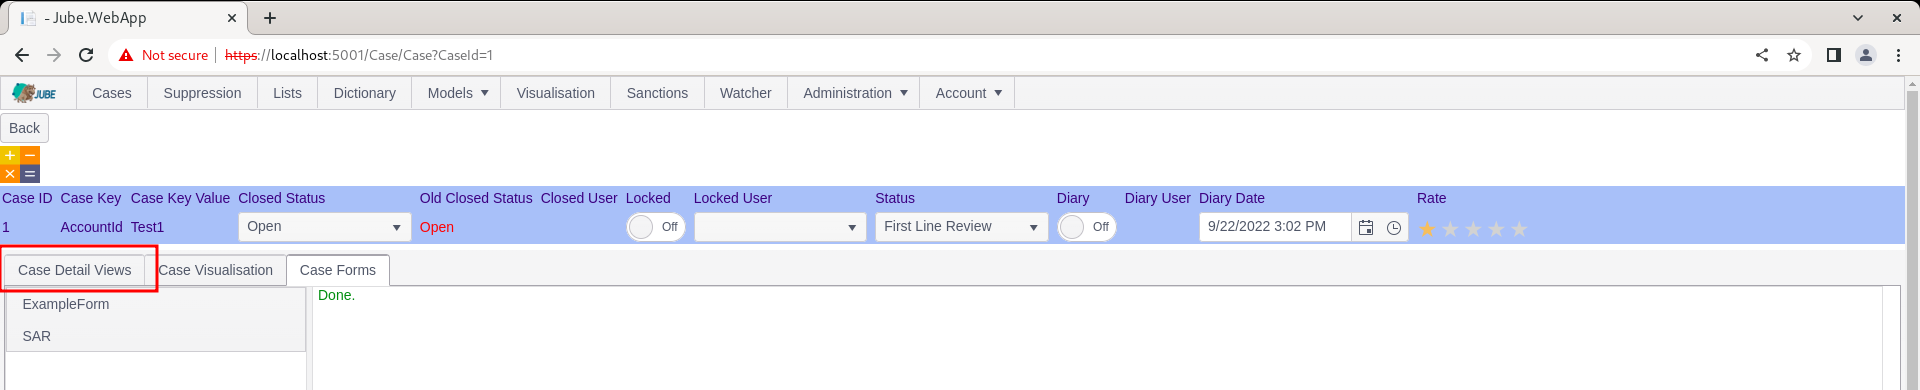 - Jube.WebApp
Not secure https://localhost:5001/Case/Case?CaseId=1
JUBE Cases Suppression Lists Dictionary Models Visualisation Sanctions Watcher Administration Account
Back
+ −
× =
Case ID Case Key Case Key Value Closed Status Old Closed Status Closed User Locked Locked User Status Diary Diary User Diary Date Rate
1 AccountId Test1 Open Open Off First Line Review Off 9/22/2022 3:02 PM
Case Detail Views Case Visualisation Case Forms
ExampleForm Done.
SAR